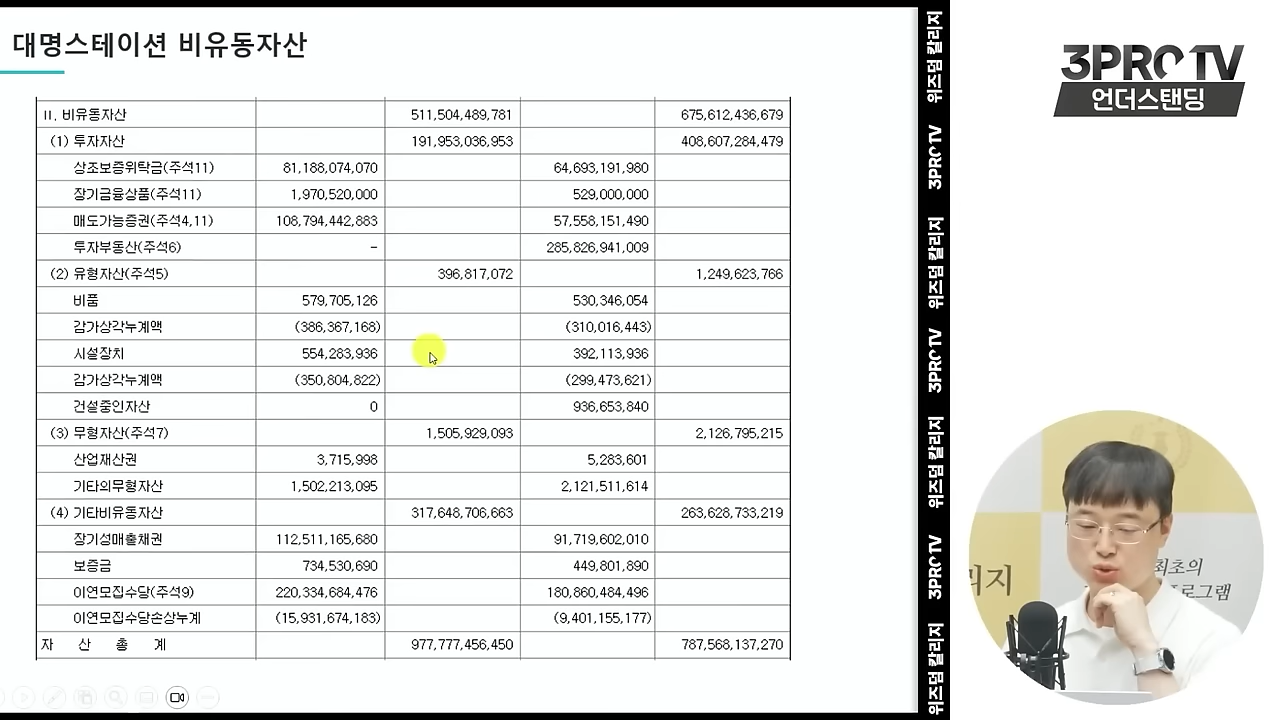 대명스테이션 비유동자산
II. 비유동자산 511,504,489,781 675,612,436,679
(1) 투자자산 191,953,036,953 408,607,284,479
상조보증위탁금(주석11) 81,188,074,070 64,693,191,980
장기금융상품(주석11) 1,970,520,000 529,000,000
매도가능증권(주석4,11) 108,794,442,883 57,558,151,490
투자부동산(주석6) - 285,826,941,009
(2) 유형자산(주석5) 396,817,072 1,249,623,766
비품 579,705,126 530,346,054
감가상각누계액 (386,367,168) (310,016,443)
시설장치 554,283,936 392,113,936
감가상각누계액 (350,804,822) (299,473,621)
건설중인자산 0 936,653,840
(3) 무형자산(주석7) 1,505,929,093 2,126,795,215
산업재산권 3,715,998 5,283,601
기타의무형자산 1,502,213,095 2,121,511,614
(4) 기타비유동자산 317,648,706,663 263,628,733,219
장기성매출채권 112,511,165,680 91,719,602,010
보증금 734,530,690 449,801,890
이연모집수당(주석9) 220,334,684,476 180,860,484,496
이연모집수당손상누계 (15,931,674,183) (9,401,155,177)
자 산 총 계 977,777,456,450 787,568,137,270
위즈덤 칼리지
3PROTV
위즈덤 칼리지
3PROTV
위즈덤 칼리지
3PROTV
위즈덤 칼리지
3PROTV
언더스탠딩
리지
최초의
프로그램